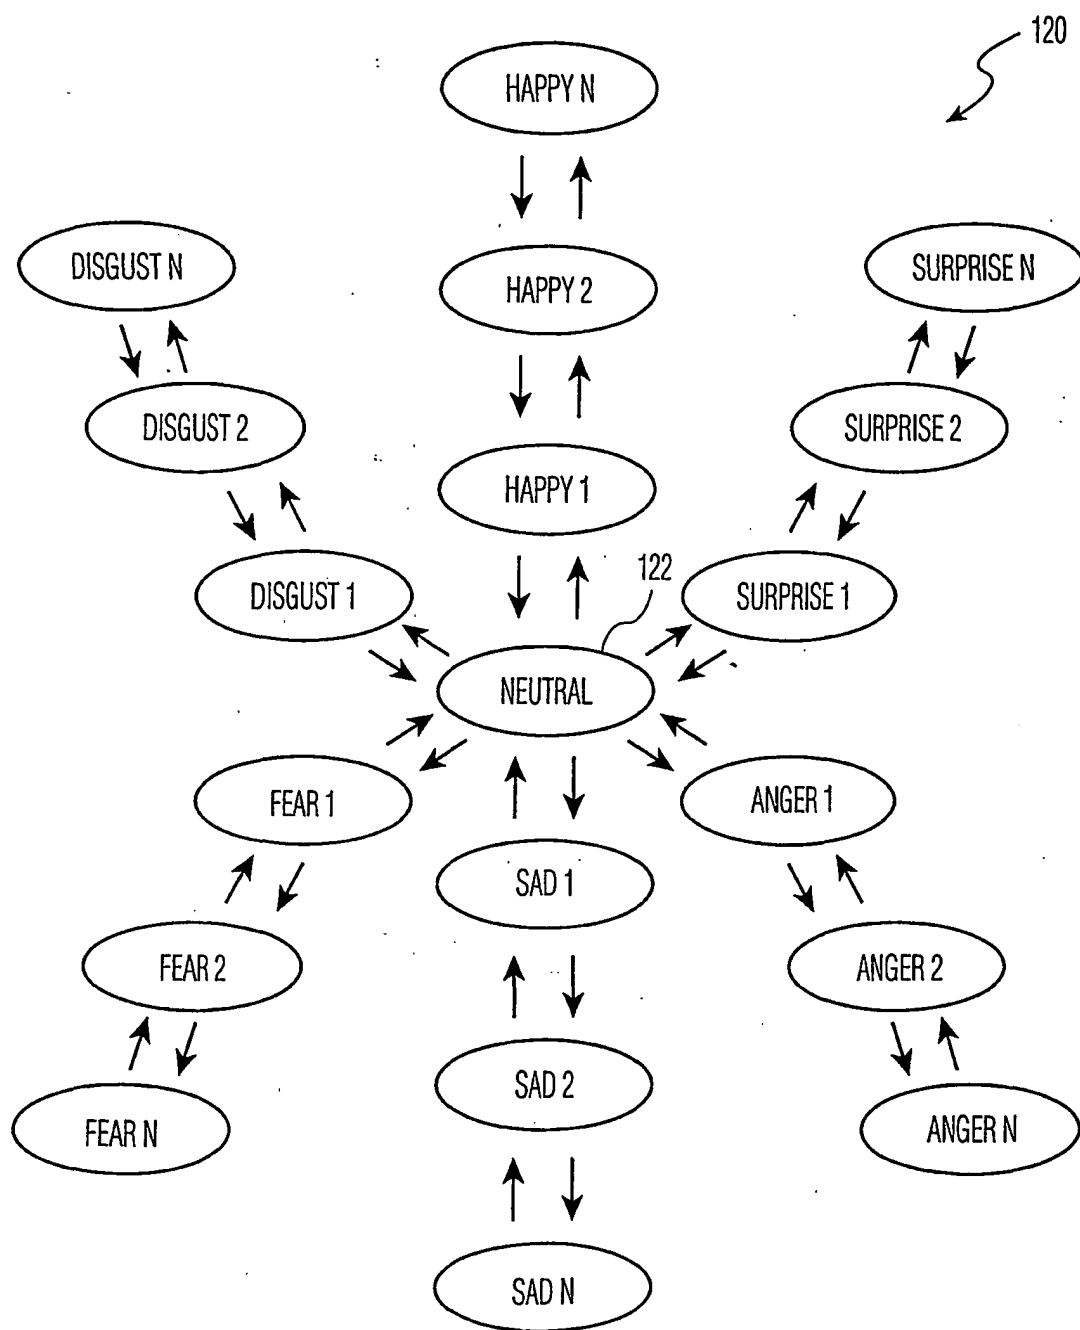 120
HAPPY N
DISGUST N
HAPPY 2
SURPRISE N
DISGUST 2
SURPRISE 2
HAPPY 1
122
DISGUST 1
SURPRISE 1
NEUTRAL
FEAR 1
ANGER 1
SAD 1
FEAR 2
ANGER 2
SAD 2
FEAR N
ANGER N
SAD N